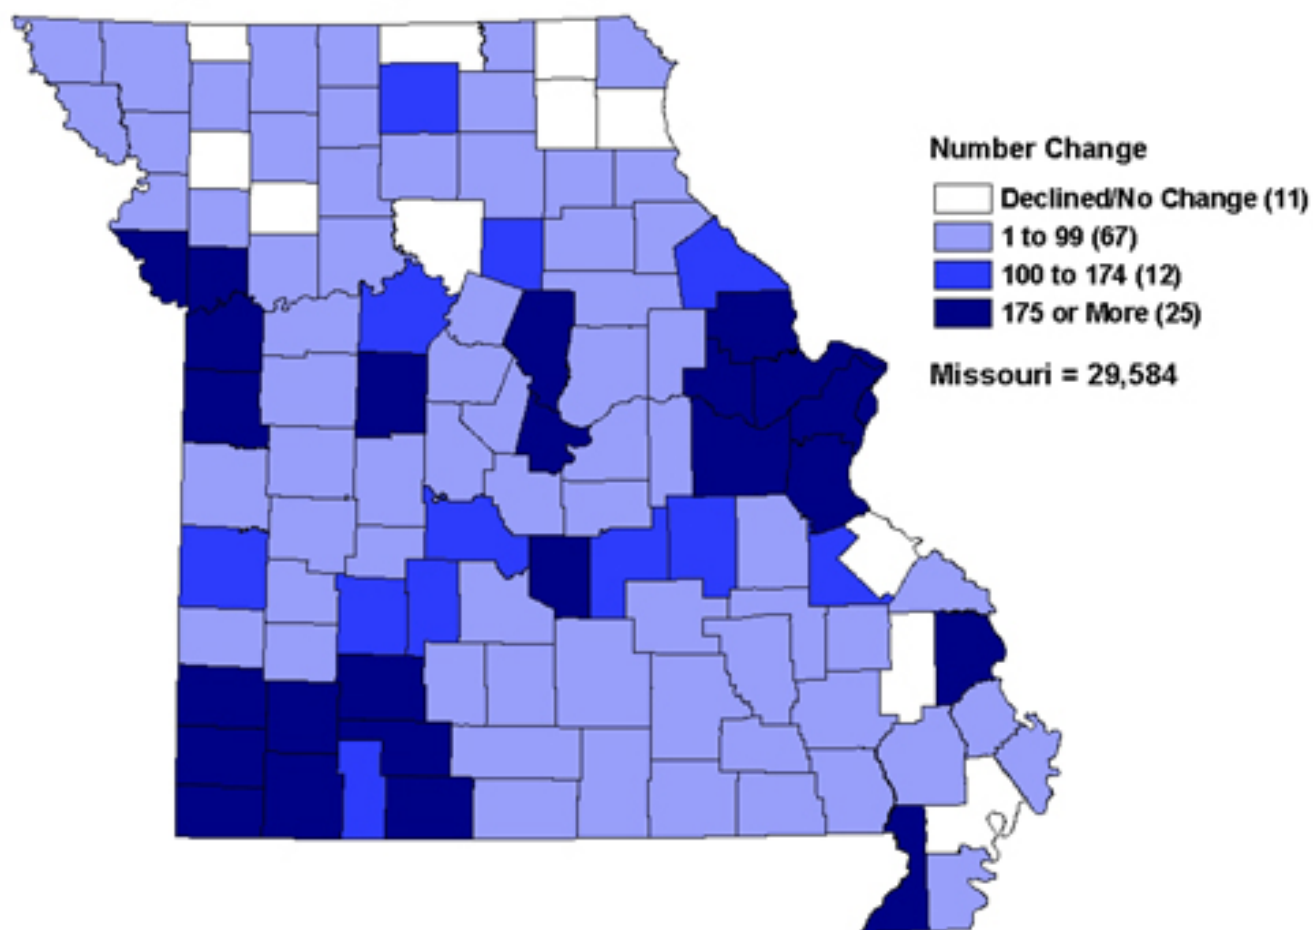 Number Change
Declined/No Change (11)
1 to 99 (67)
100 to 174 (12)
175 or More (25)
Missouri = 29,584